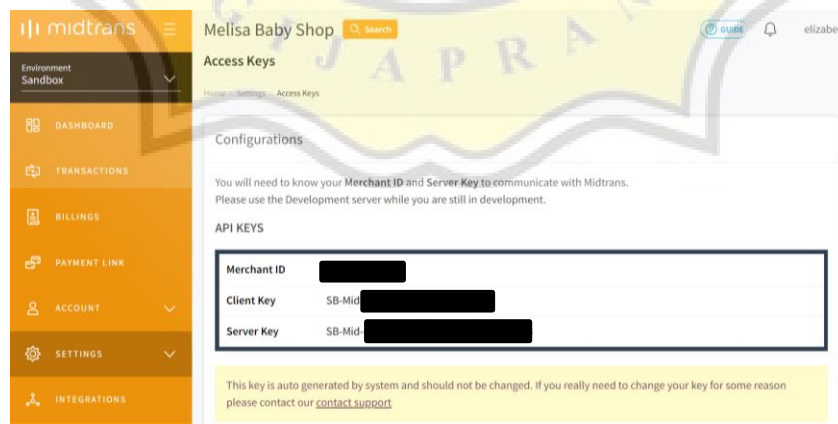 midtrans
Melisa Baby Shop Search
GUIDE
elizabe
Environment
Sandbox
Access Keys
Home - Settings - Access Keys
JAPRAN
DASHBOARD
TRANSACTIONS
BILLINGS
PAYMENT LINK
ACCOUNT
SETTINGS
INTEGRATIONS
Configurations
You will need to know your Merchant ID and Server Key to communicate with Midtrans.
Please use the Development server while you are still in development.
API KEYS
Merchant ID
Client Key SB-Mid
Server Key SB-Mid-
This key is auto generated by system and should not be changed. If you really need to change your key for some reason
please contact our contact support